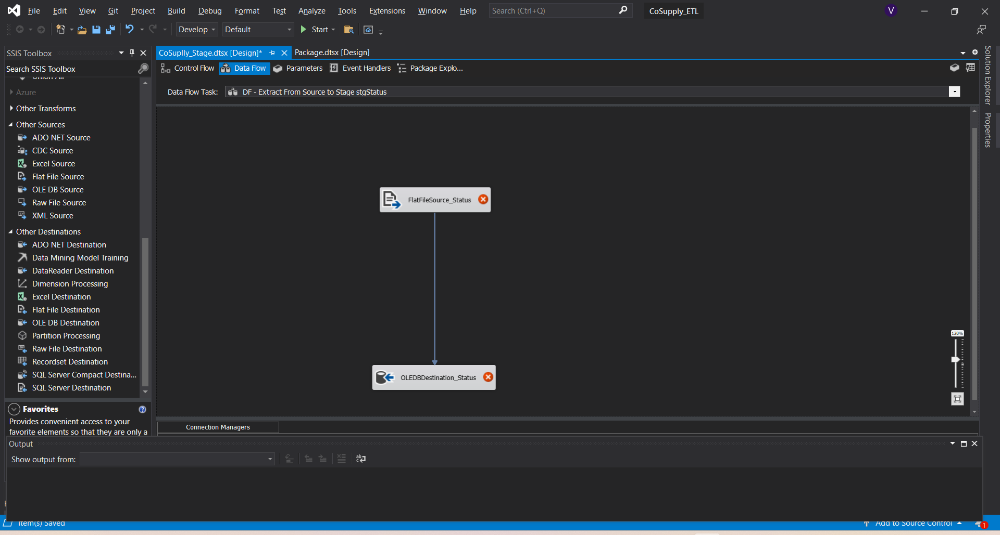 File Edit View Git Project Build Debug Format Test Analyze Tools Extensions Window Help Search (Ctrl+Q) CoSupply_ETL V
Develop Default Start
SSIS Toolbox
Search SSIS Toolbox
Union All
Azure
Other Transforms
Other Sources
ADO NET Source
CDC Source
Excel Source
Flat File Source
OLE DB Source
Raw File Source
XML Source
Other Destinations
ADO NET Destination
Data Mining Model Training
DataReader Destination
Dimension Processing
Excel Destination
Flat File Destination
OLE DB Destination
Partition Processing
Raw File Destination
Recordset Destination
SQL Server Compact Destina...
SQL Server Destination
Favorites
Provides convenient access to your
favorite elements so that they are only a
CoSuplly_Stage.dtsx [Design]* Package.dtsx [Design]
Control Flow Data Flow Parameters Event Handlers Package Explo...
Data Flow Task: DF - Extract From Source to Stage stgStatus
FlatFileSource_Status
OLEDBDestination_Status
120%
Connection Managers
Solution Explorer
Properties
Output
Show output from:
Item(s) Saved Add to Source Control 1